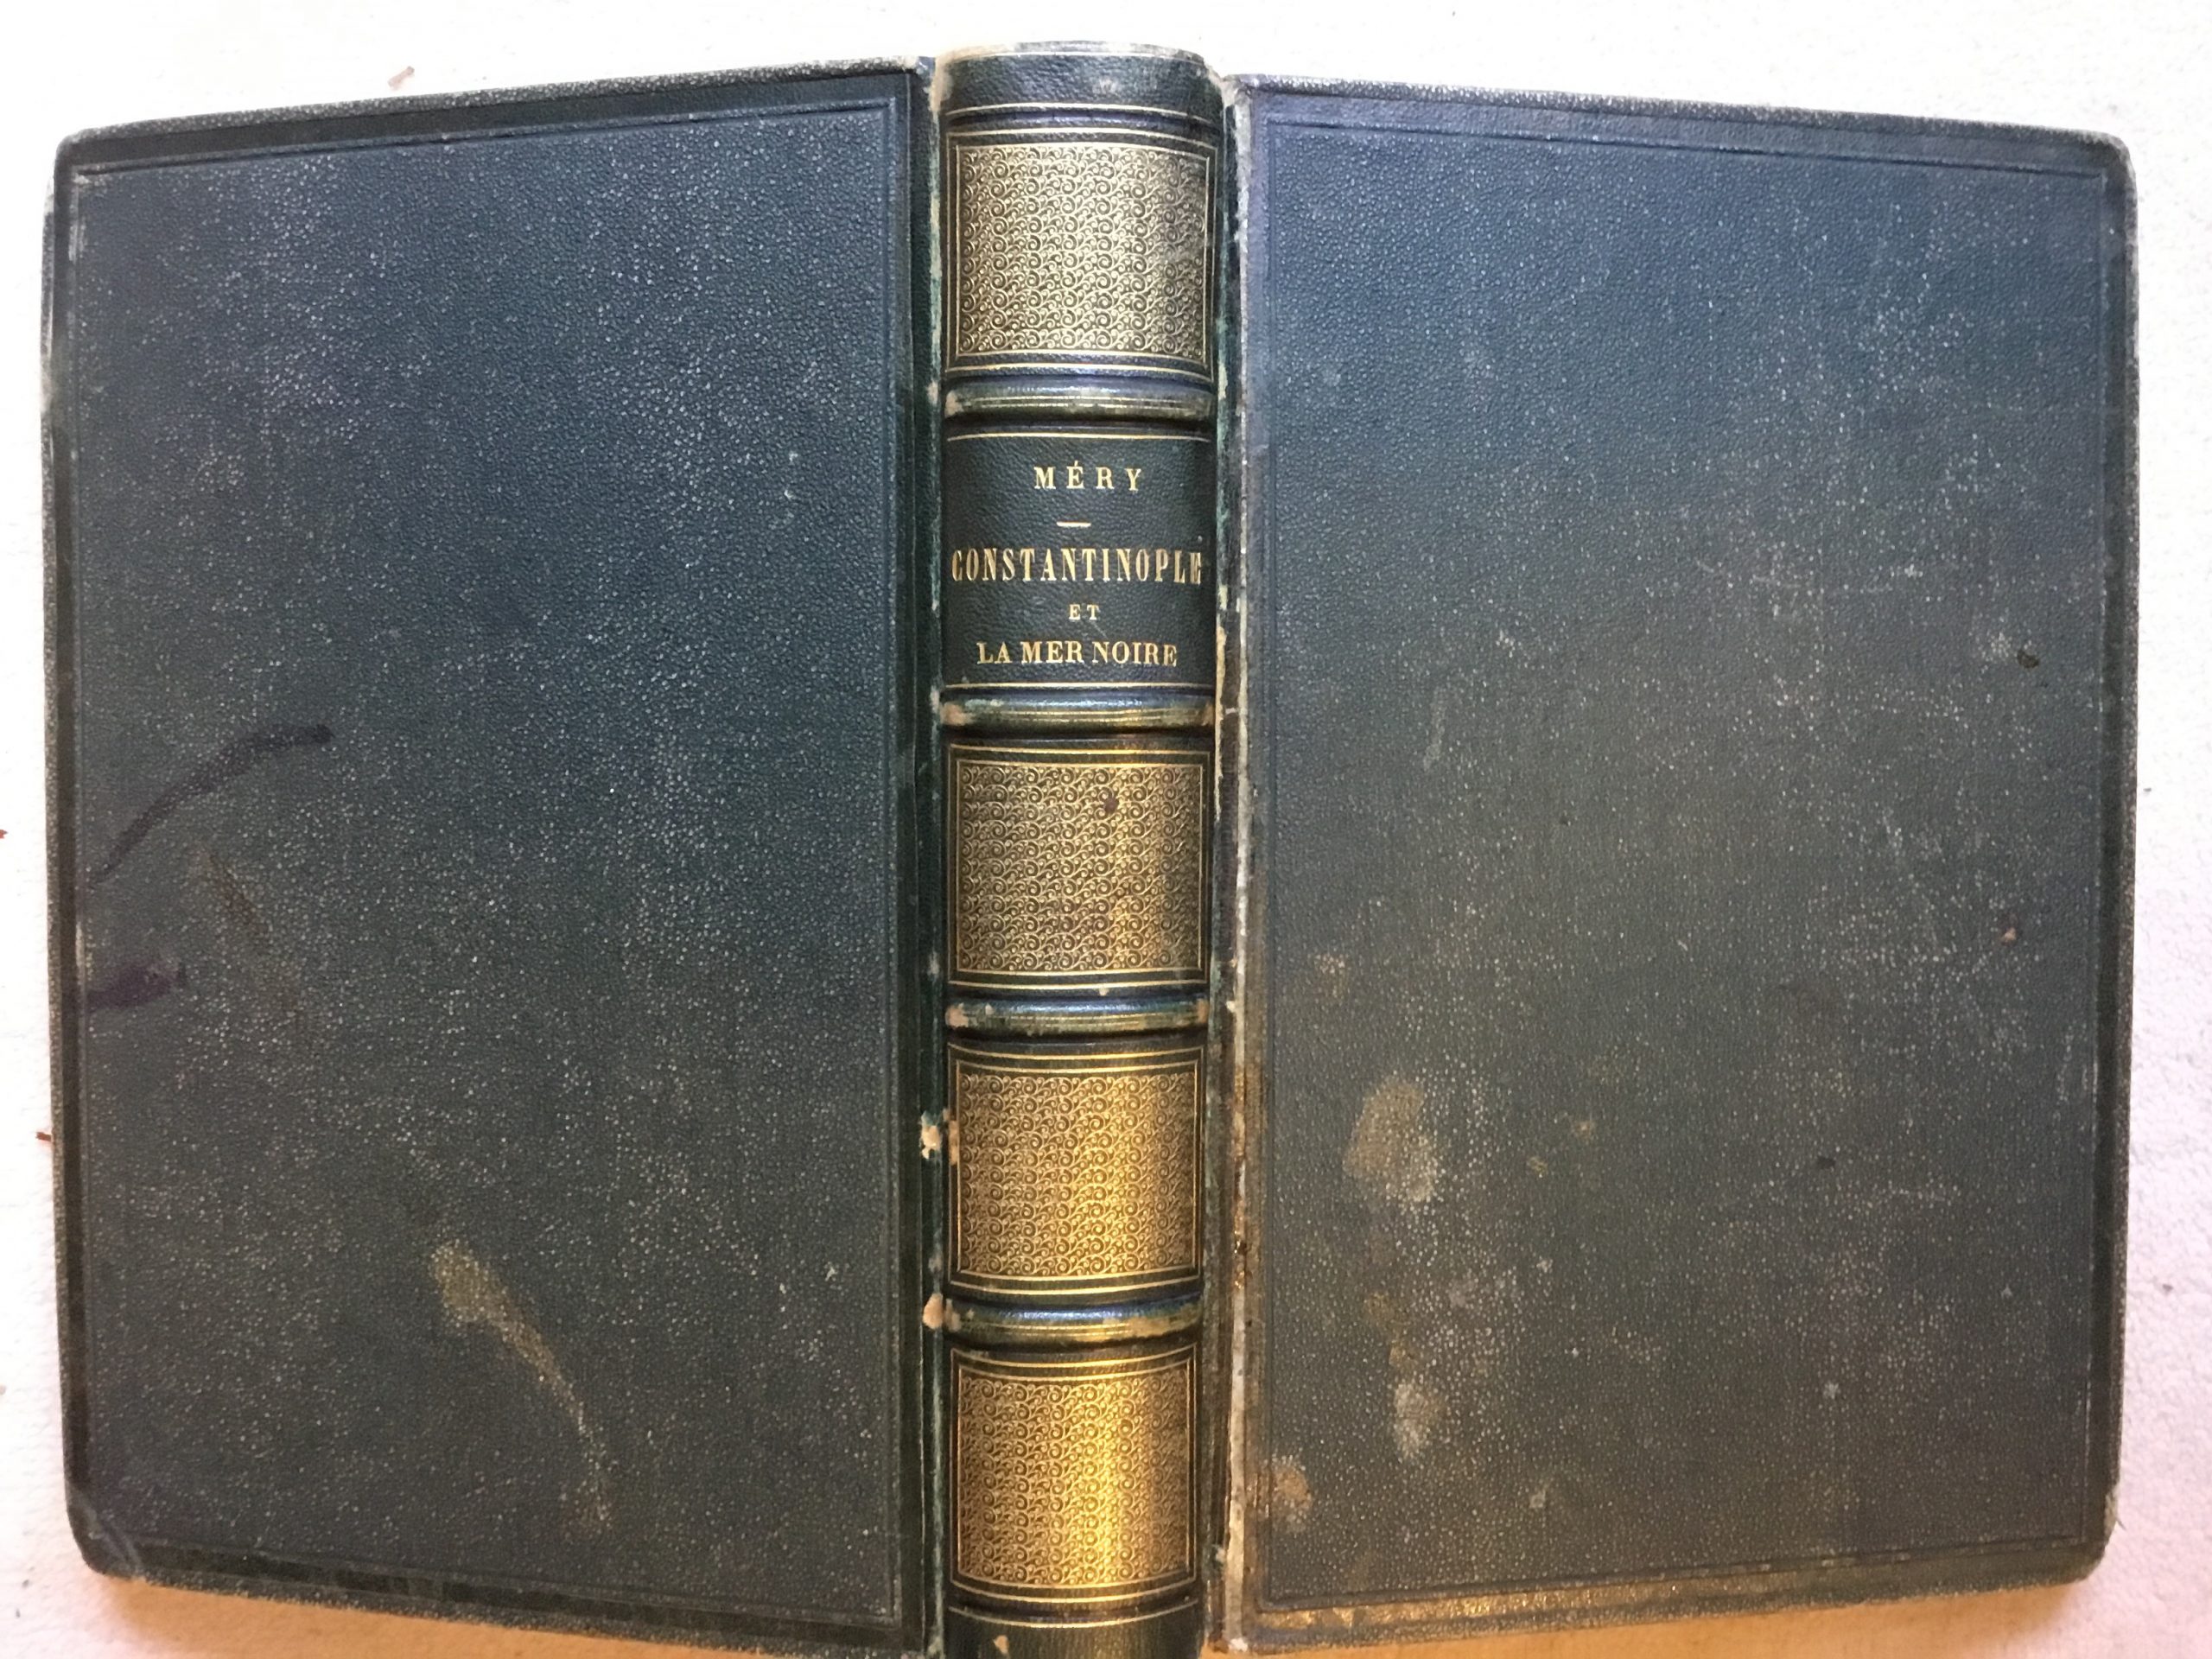 MÉRY
CONSTANTINOPLE
ET
LA MER NOIRE